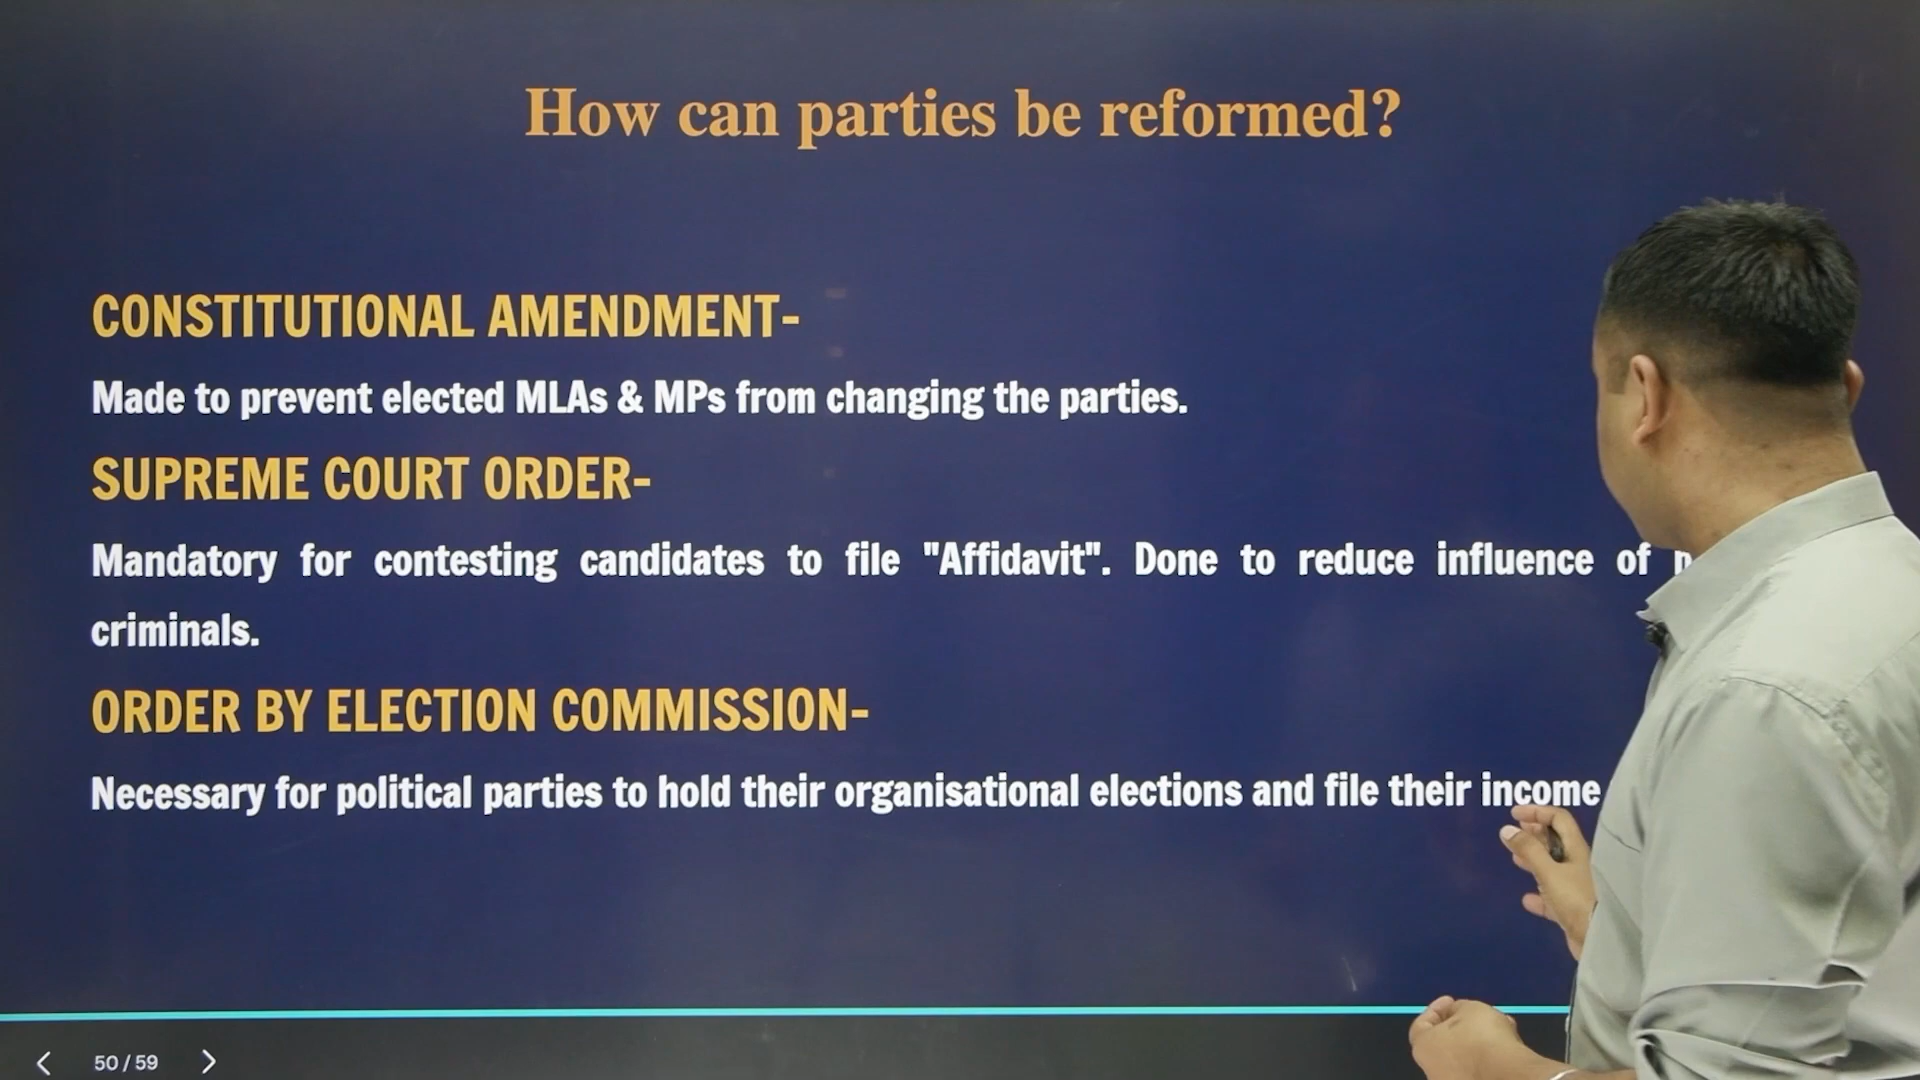 How can parties be reformed?
CONSTITUTIONAL AMENDMENT-
Made to prevent elected MLAs & MPs from changing the parties.
SUPREME COURT ORDER-
Mandatory for contesting candidates to file "Affidavit". Done to reduce influence of
criminals.
ORDER BY ELECTION COMMISSION-
Necessary for political parties to hold their organisational elections and file their income
50 / 59